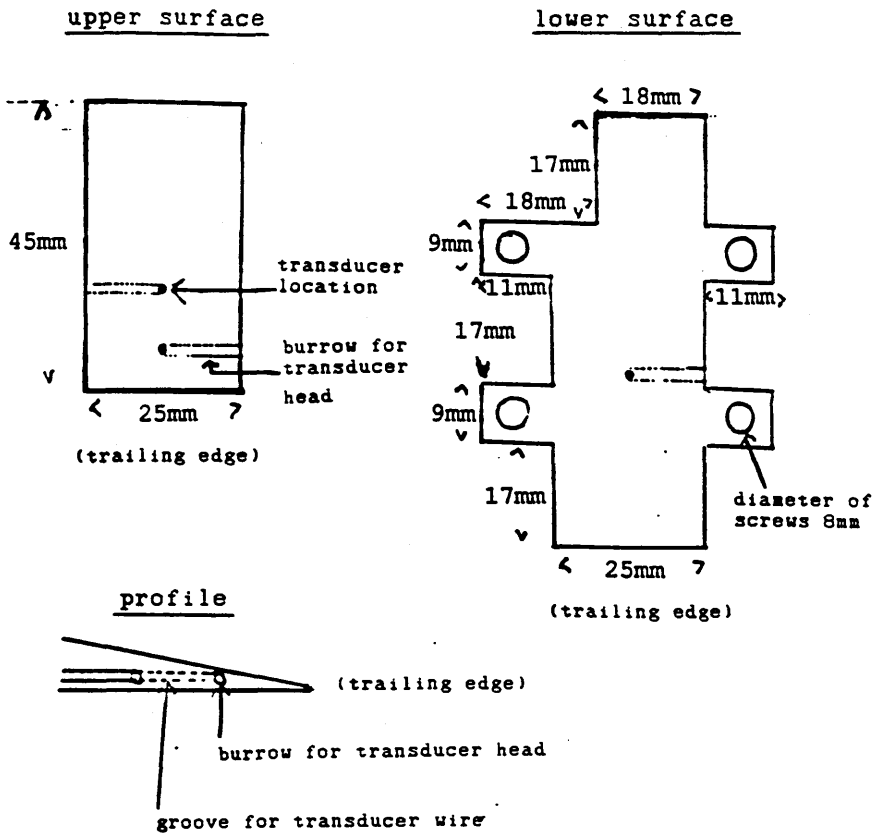 upper surface
45mm
transducer
location
burrow for
transducer
head
25mm
(trailing edge)
lower surface
18mm
17mm
18mm
9mm
11mm
11mm
17mm
9mm
17mm
diameter of
screws 8mm
25mm
(trailing edge)
profile
(trailing edge)
burrow for transducer head
groove for transducer wire